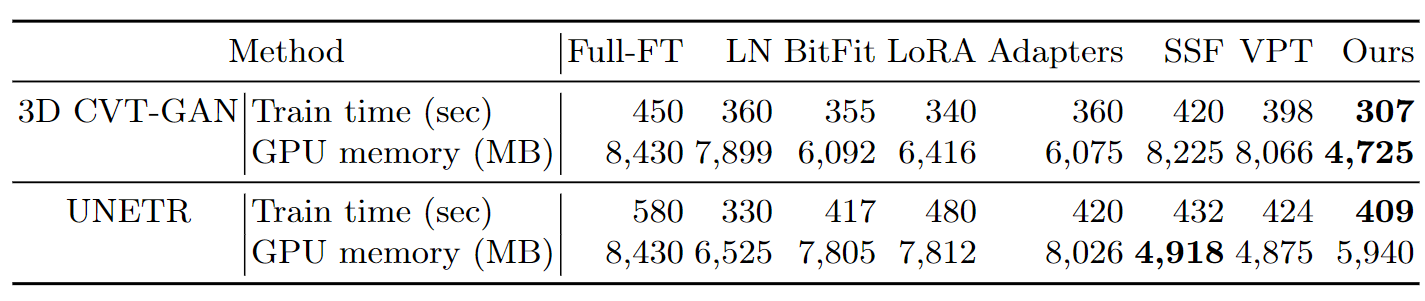 Method Full-FT LN BitFit LoRA Adapters SSF VPT Ours
3D CVT-GAN Train time (sec) 450 360 355 340 360 420 398 307
GPU memory (MB) 8,430 7,899 6,092 6,416 6,075 8,225 8,066 4,725
UNETR Train time (sec) 580 330 417 480 420 432 424 409
GPU memory (MB) 8,430 6,525 7,805 7,812 8,026 4,918 4,875 5,940